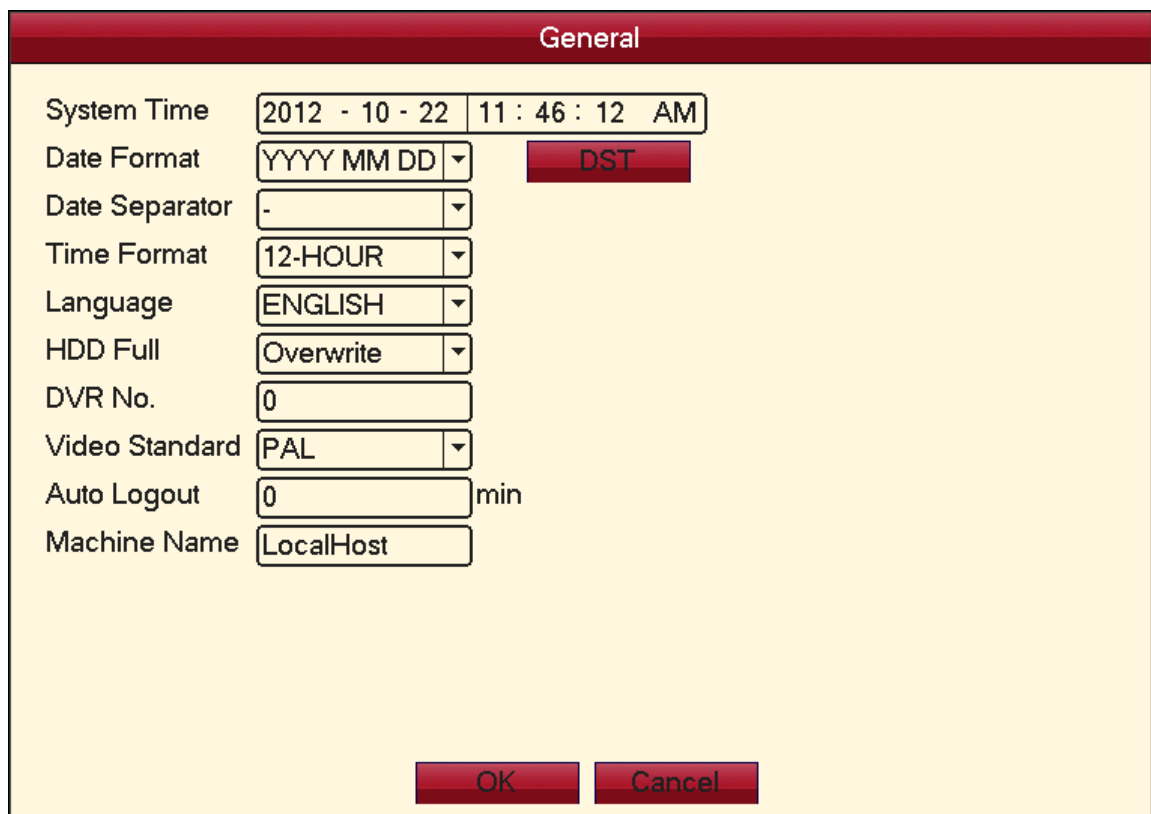 General
System Time 2012 - 10 - 22 11 : 46 : 12 AM
Date Format YYYY MM DD DST
Date Separator -
Time Format 12-HOUR
Language ENGLISH
HDD Full Overwrite
DVR No. 0
Video Standard PAL
Auto Logout 0 min
Machine Name LocalHost
OK Cancel